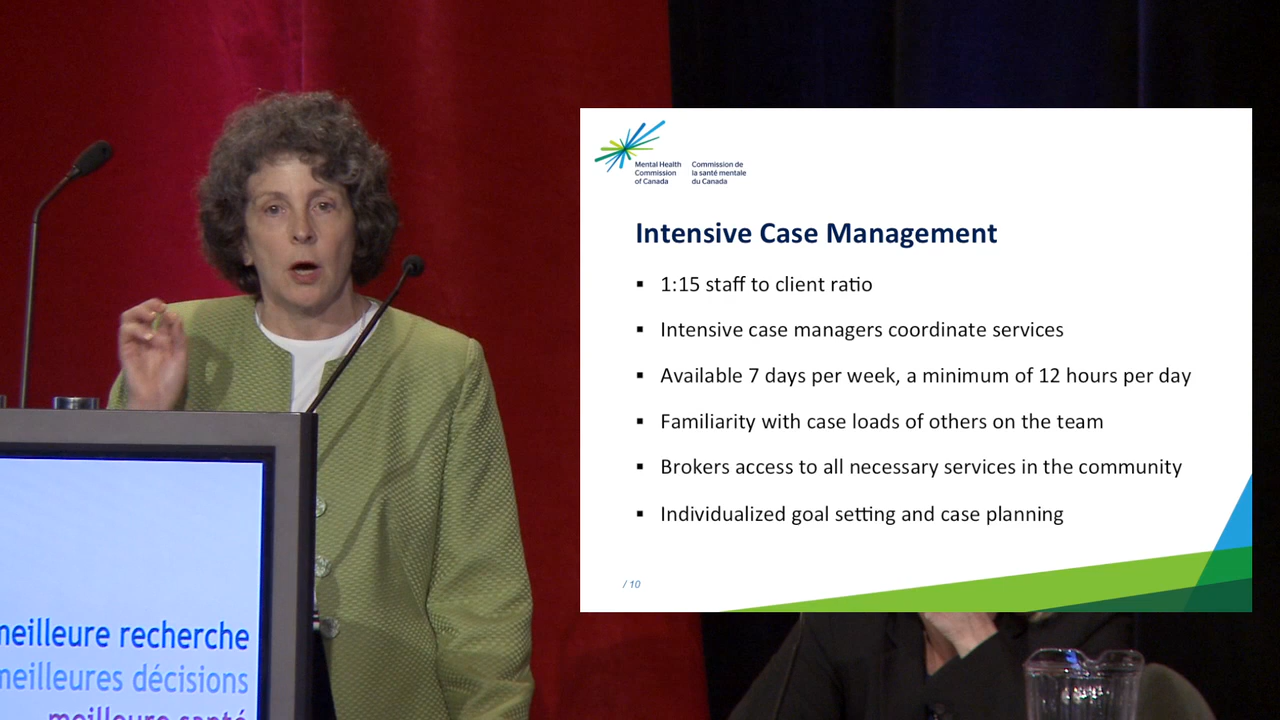 Mental Health
Commission
of Canada
Commission de
la santé mentale
du Canada
Intensive Case Management
▪ 1:15 staff to client ratio
▪ Intensive case managers coordinate services
▪ Available 7 days per week, a minimum of 12 hours per day
▪ Familiarity with case loads of others on the team
▪ Brokers access to all necessary services in the community
▪ Individualized goal setting and case planning
/ 10
meilleure recherche
meilleures décisions
meilleure santé